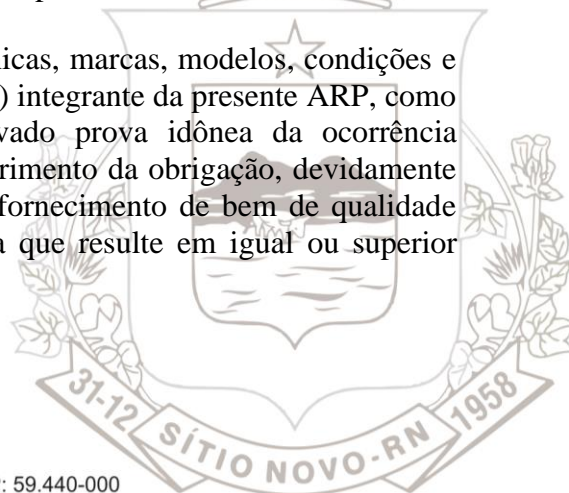 nicas, marcas, modelos, condições e
) integrante da presente ARP, como
vado prova idônea da ocorrência
rimento da obrigação, devidamente
fornecimento de bem de qualidade
a que resulte em igual ou superior
31-12 SÍTIO NOVO-RN 1958
: 59.440-000